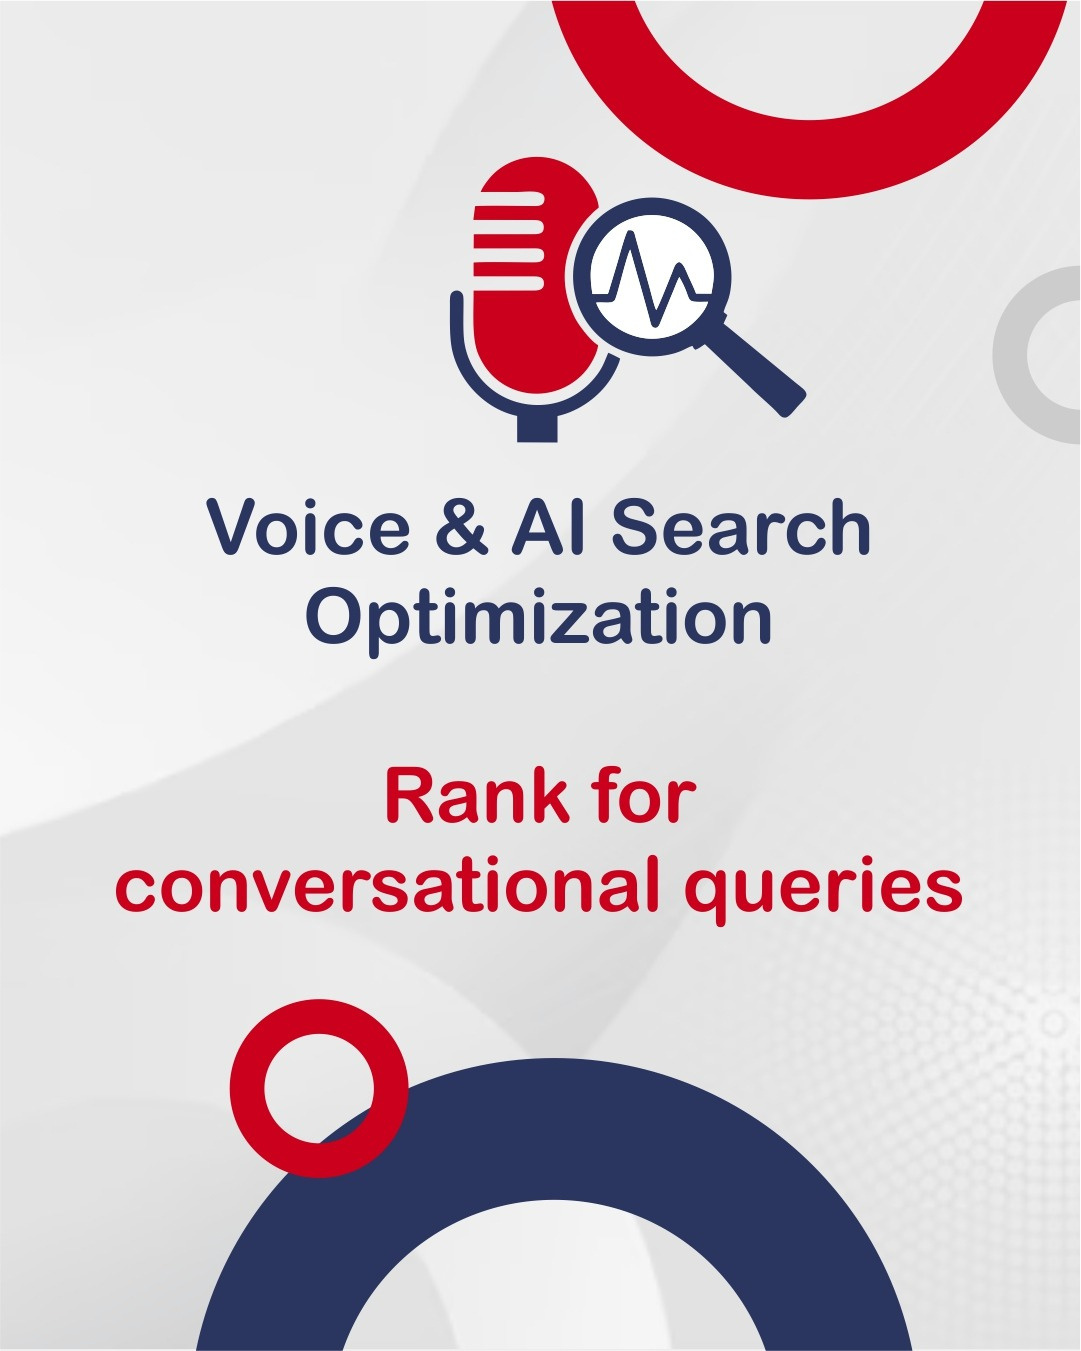 Voice & AI Search
Optimization
Rank for
conversational queries